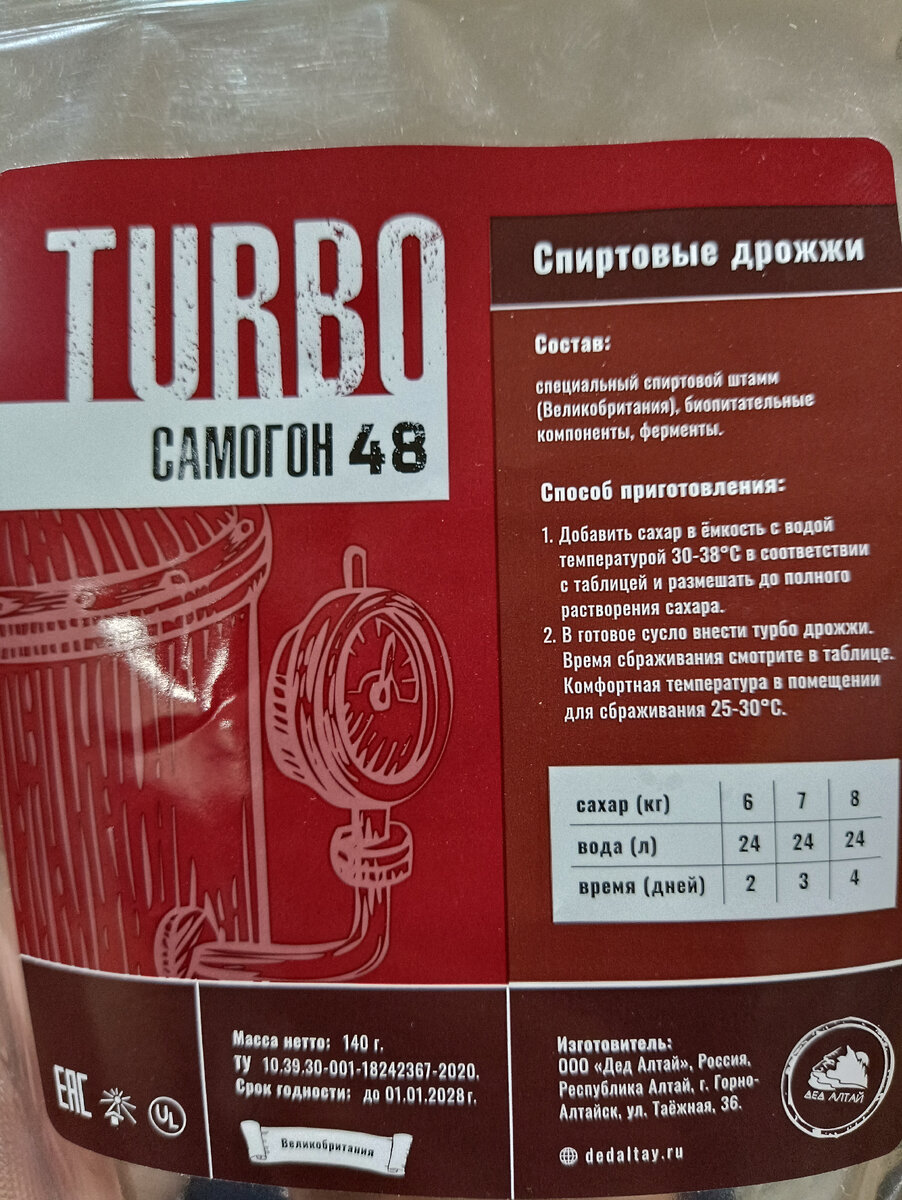 TURBO
САМОГОН 48
Спиртовые дрожжи
Состав:
специальный спиртовой штамм
(Великобритания), биопитательные
компоненты, ферменты.
Способ приготовления:
1. Добавить сахар в ёмкость с водой
температурой 30-38°С в соответствии
с таблицей и размешать до полного
растворения сахара.
2. В готовое сусло внести турбо дрожжи.
Время сбраживания смотрите в таблице.
Комфортная температура в помещении
для сбраживания 25-30°С.
сахар (кг) 6 7 8
вода (л) 24 24 24
время (дней) 2 3 4
EAC
UL
Масса нетто: 140 г.
ТУ 10.39.30-001-18242367-2020.
Срок годности: до 01.01.2028 г.
Великобритания
Изготовитель:
ООО «Дед Алтай», Россия,
Республика Алтай, г. Горно-
Алтайск, ул. Таёжная, 36.
dedaltay.ru
ДЕД АЛТАЙ